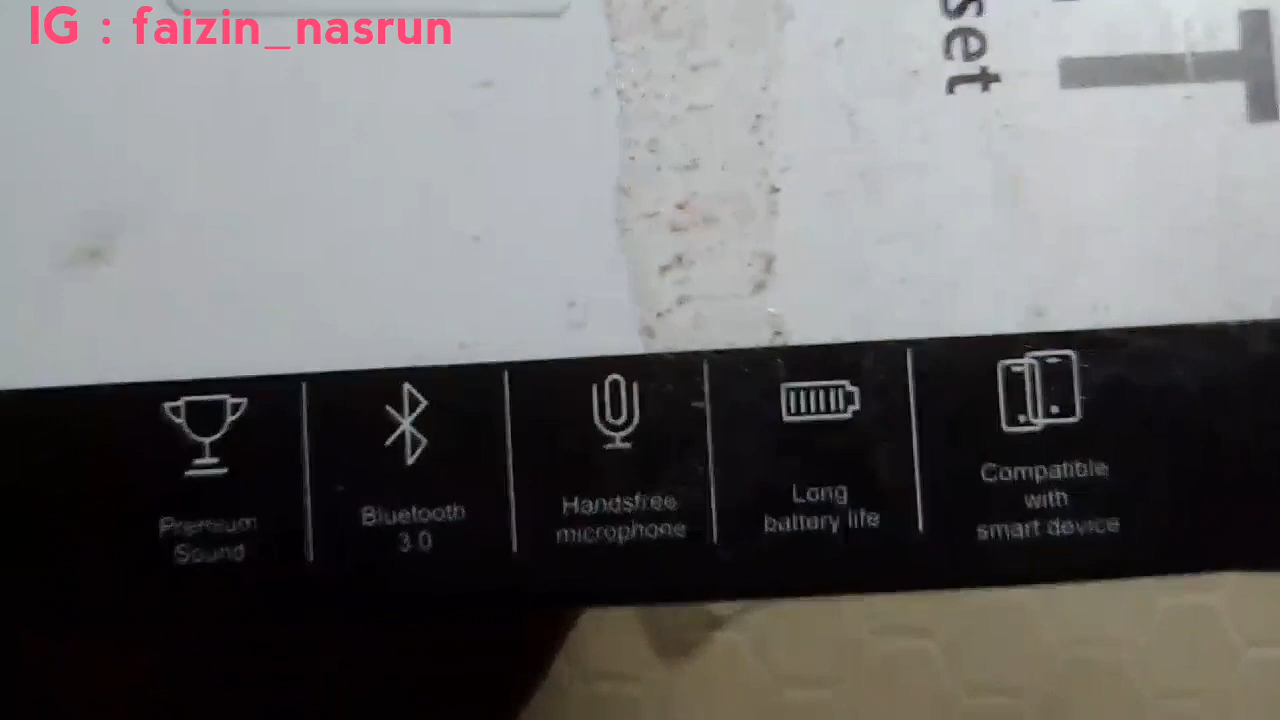 IG : faizin_nasrun
set
T
Premium
Sound
Bluetooth
3.0
Handsfree
microphone
Long
battery life
Compatible
with
smart device